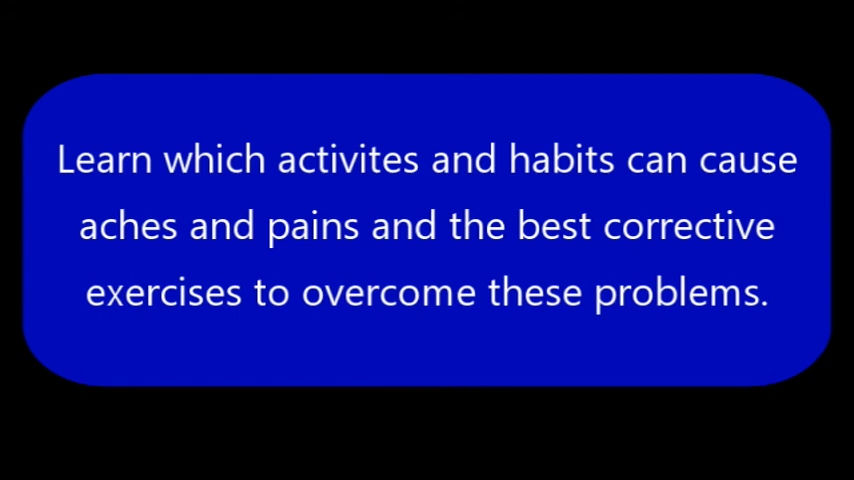 Learn which activites and habits can cause
aches and pains and the best corrective
exercises to overcome these problems.